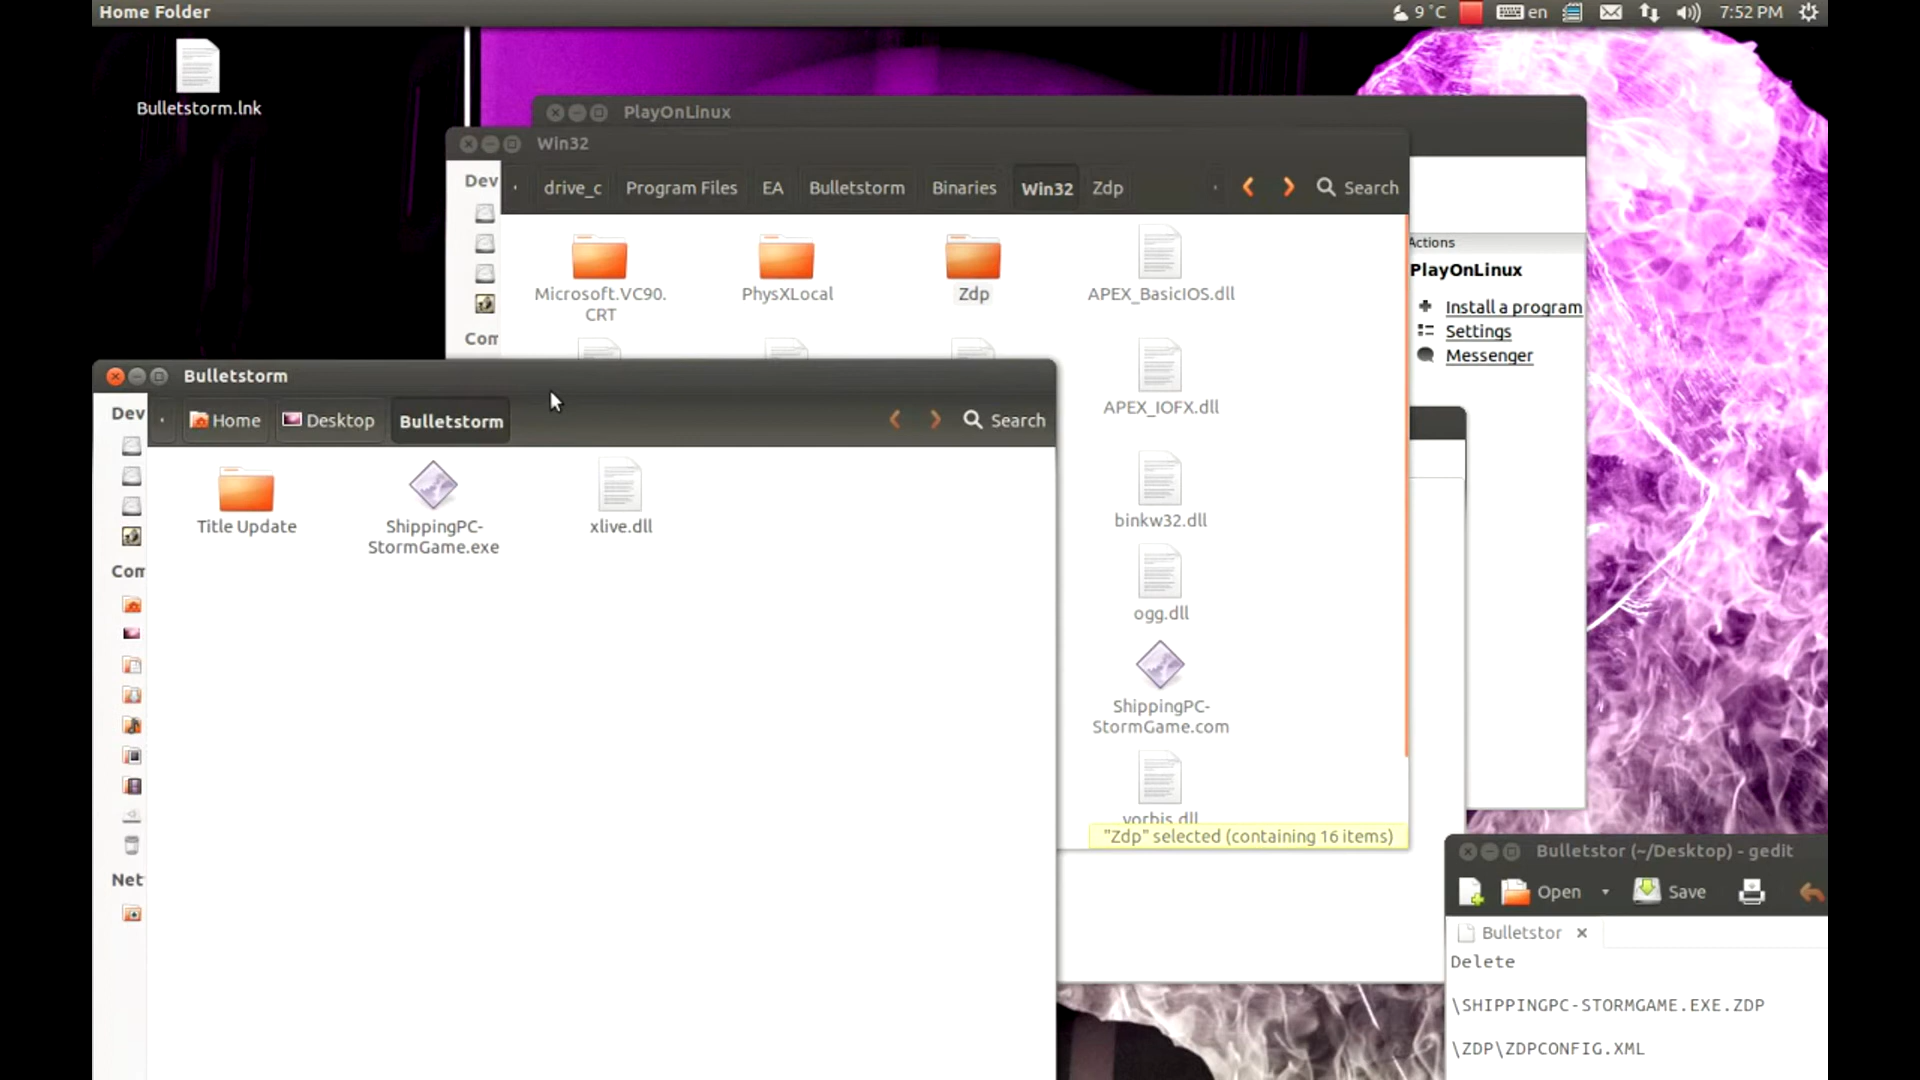 Home Folder
9 °C
en
7:52 PM
Bulletstorm.lnk
PlayOnLinux
Win32
Dev
drive_c
Program Files
EA
Bulletstorm
Binaries
Win32
Zdp
Search
Microsoft.VC90.
CRT
PhysXLocal
Zdp
APEX_BasicIOS.dll
Com
APEX_IOFX.dll
binkw32.dll
ogg.dll
ShippingPC-
StormGame.com
vorbis.dll
"Zdp" selected (containing 16 items)
Actions
PlayOnLinux
Install a program
Settings
Messenger
Bulletstorm
Dev
Home
Desktop
Bulletstorm
Search
Title Update
ShippingPC-
StormGame.exe
xlive.dll
Com
Net
Bulletstor (~/Desktop) - gedit
Open
Save
Bulletstor
Delete
\SHIPPINGPC-STORMGAME.EXE.ZDP
\ZDP\ZDPCONFIG.XML